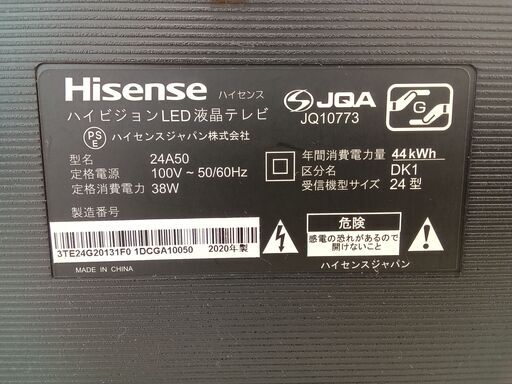 Hisense ハイセンス
ハイビジョンLED液晶テレビ
PS
E
ハイセンスジャパン株式会社
JQA
JQ10773
G
型名 24A50
定格電源 100V～50/60Hz
定格消費電力 38W
年間消費電力量 44kWh
区分名 DK1
受信機型サイズ 24型
製造番号
3TE24G20131F0 1DCGA10050 2020年製
MADE IN CHINA
危険
感電の恐れがあるので
開けないこと
ハイセンスジャパン